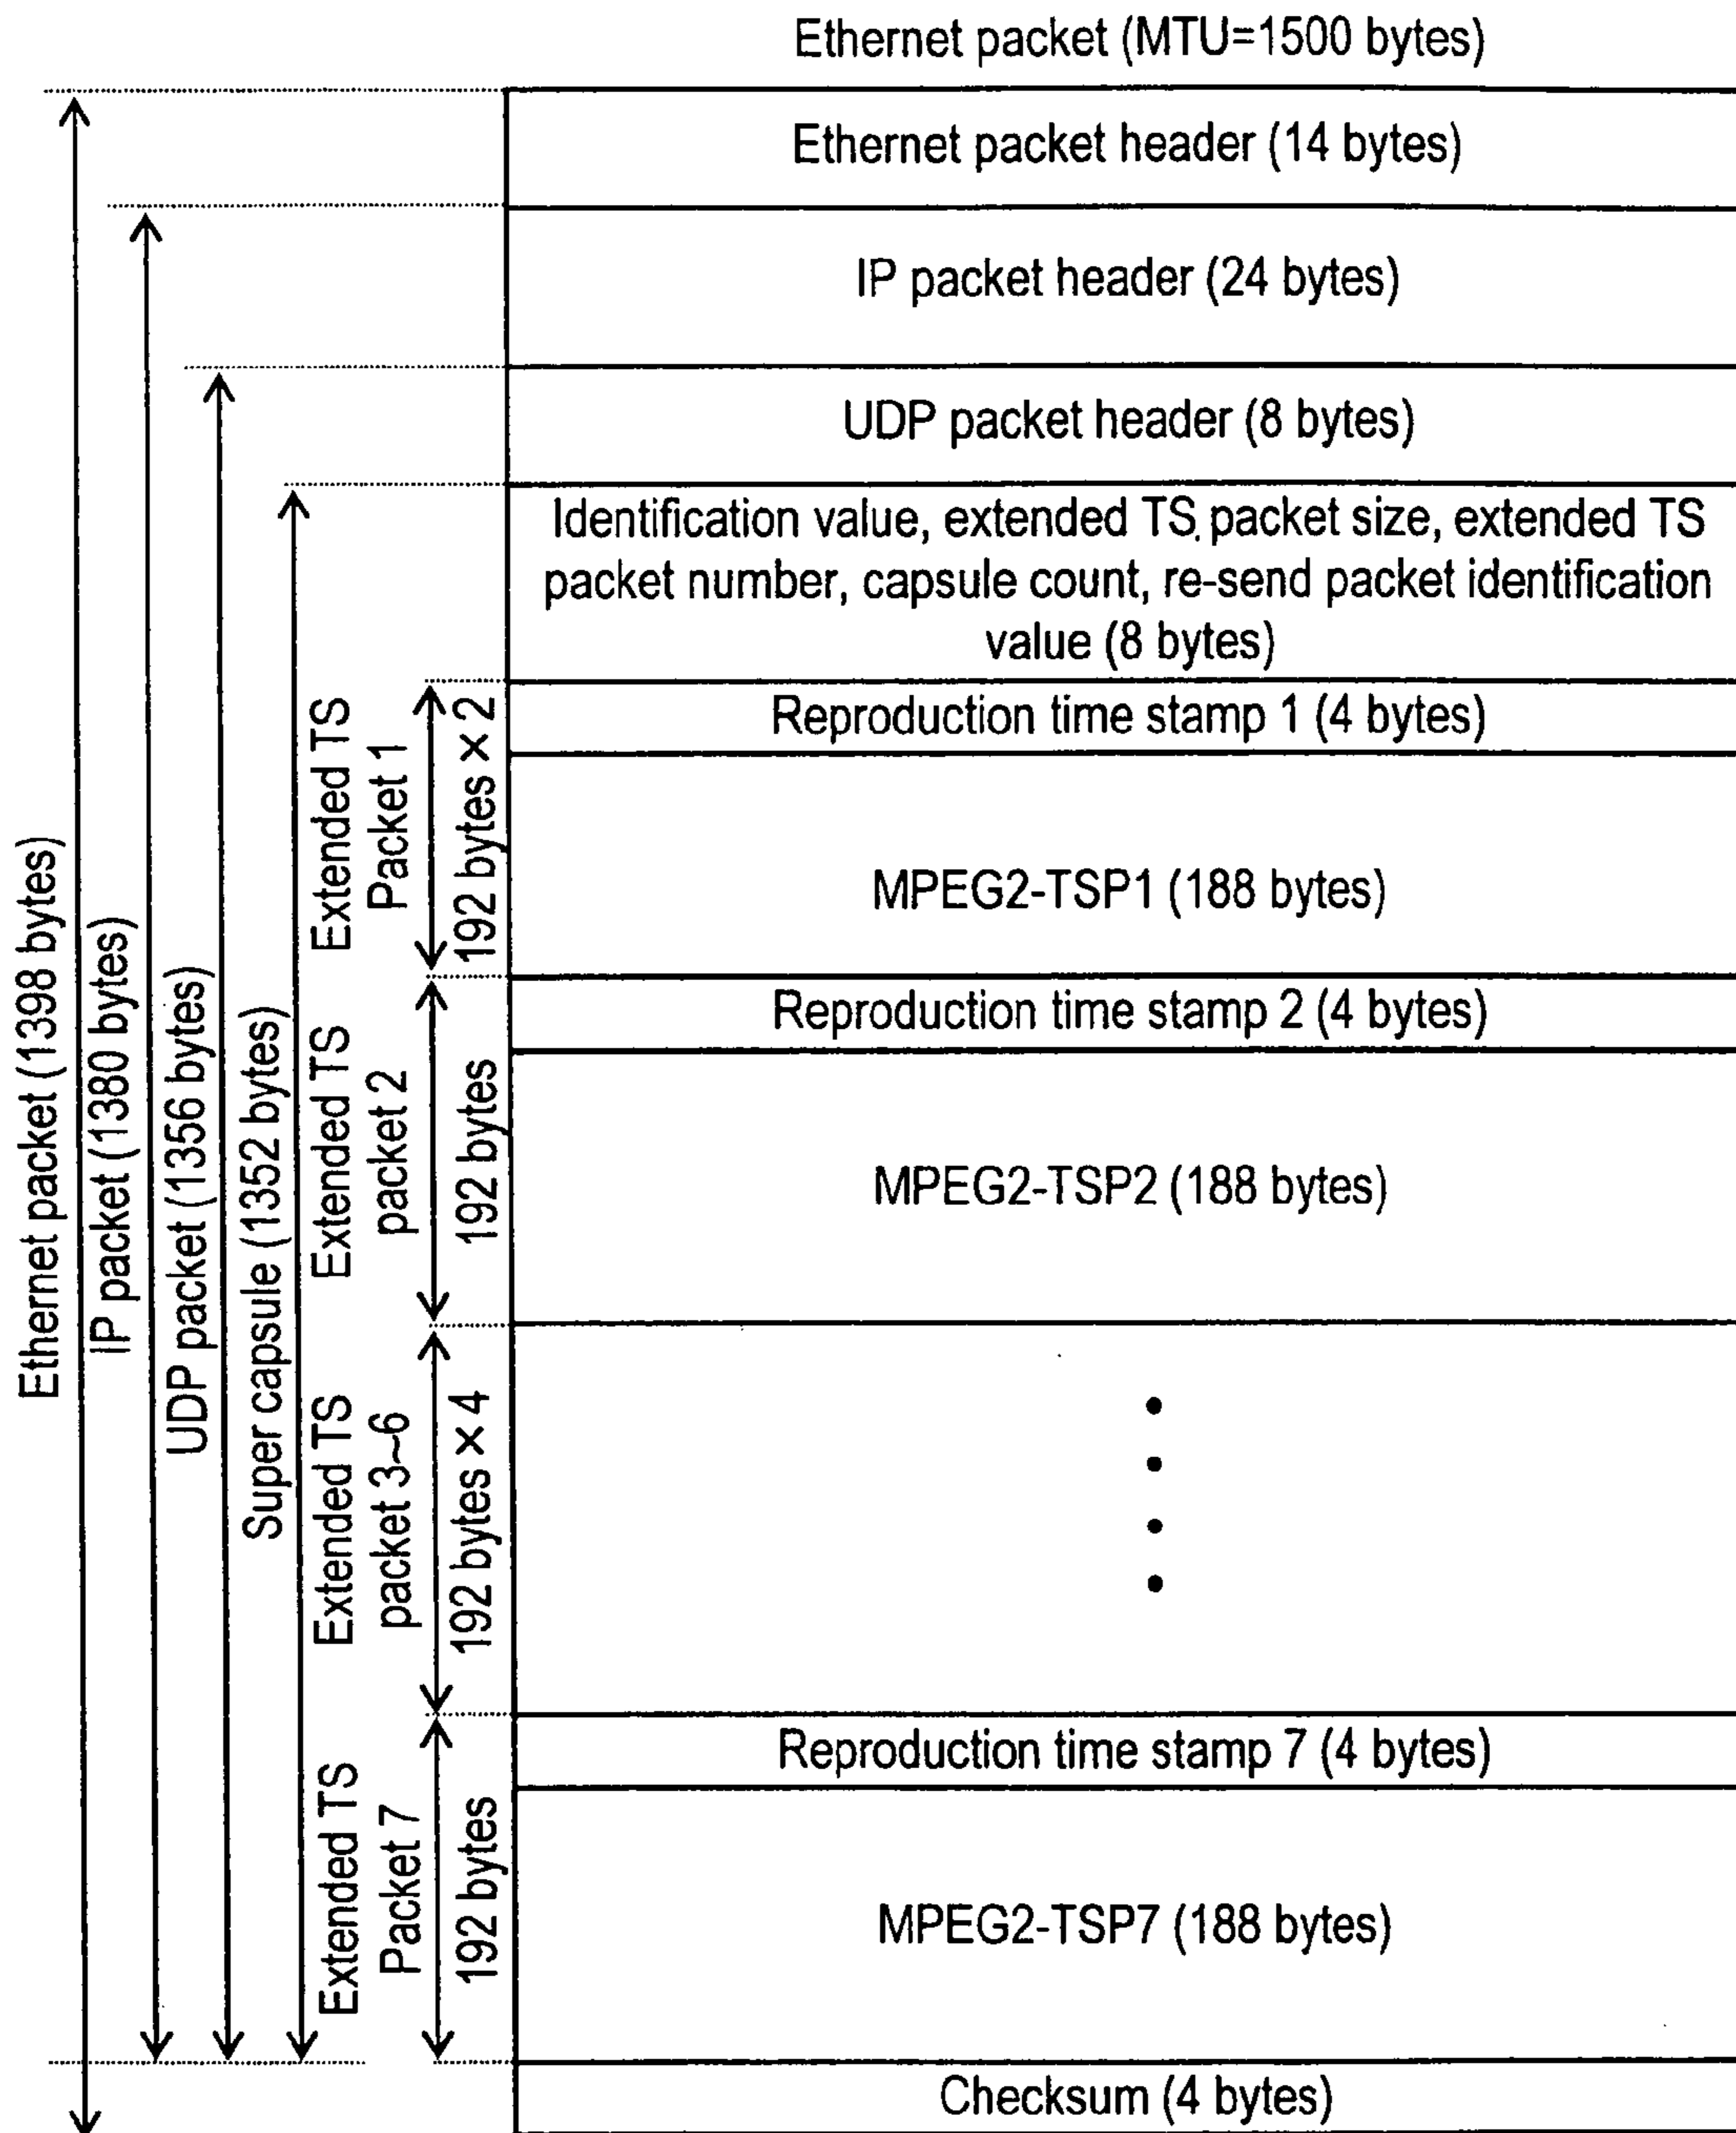 Ethernet packet (MTU=1500 bytes)
Ethernet packet header (14 bytes)
IP packet header (24 bytes)
UDP packet header (8 bytes)
Identification value, extended TS packet size, extended TS
packet number, capsule count, re-send packet identification
value (8 bytes)
Reproduction time stamp 1 (4 bytes)
MPEG2-TSP1 (188 bytes)
Reproduction time stamp 2 (4 bytes)
MPEG2-TSP2 (188 bytes)
Reproduction time stamp 7 (4 bytes)
MPEG2-TSP7 (188 bytes)
Checksum (4 bytes)
Ethernet packet (1398 bytes)
IP packet (1380 bytes)
UDP packet (1356 bytes)
Super capsule (1352 bytes)
Extended TS
Packet 1
192 bytes × 2
Extended TS
packet 2
192 bytes
Extended TS
packet 3~6
192 bytes × 4
Extended TS
Packet 7
192 bytes